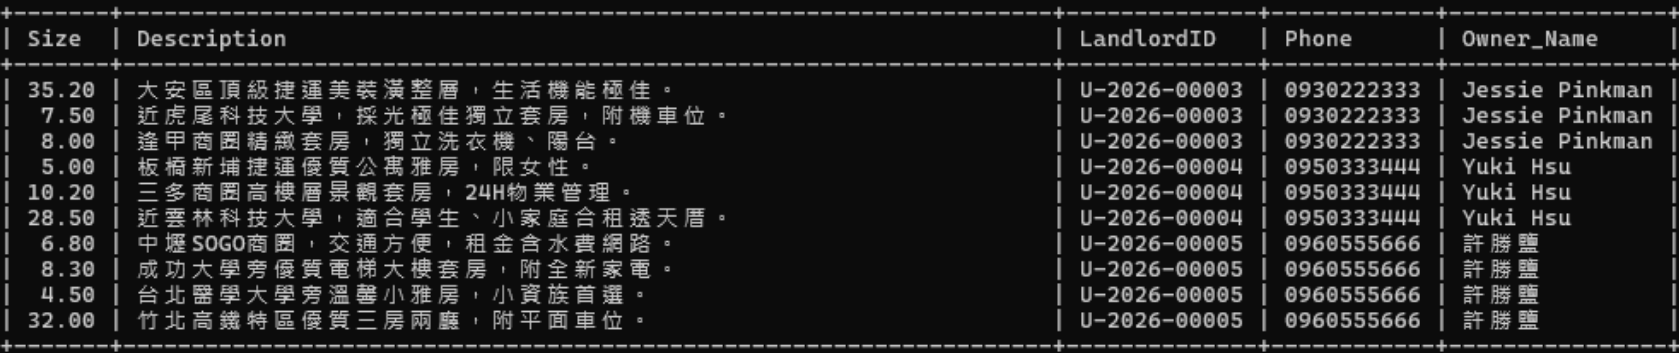 | Size | Description | LandlordID | Phone | Owner_Name |
| 35.20 | 大安區頂級捷運美裝潢整層，生活機能極佳。 | U-2026-00003 | 0930222333 | Jessie Pinkman |
| 7.50 | 近虎尾科技大學，採光極佳獨立套房，附機車位。 | U-2026-00003 | 0930222333 | Jessie Pinkman |
| 8.00 | 逢甲商圈精緻套房，獨立洗衣機、陽台。 | U-2026-00003 | 0930222333 | Jessie Pinkman |
| 5.00 | 板橋新埔捷運優質公寓雅房，限女性。 | U-2026-00004 | 0950333444 | Yuki Hsu |
| 10.20 | 三多商圈高樓層景觀套房，24H物業管理。 | U-2026-00004 | 0950333444 | Yuki Hsu |
| 28.50 | 近雲林科技大學，適合學生、小家庭合租透天厝。 | U-2026-00004 | 0950333444 | Yuki Hsu |
| 6.80 | 中壢SOGO商圈，交通方便，租金含水費網路。 | U-2026-00005 | 0960555666 | 許勝鹽 |
| 8.30 | 成功大學旁優質電梯大樓套房，附全新家電。 | U-2026-00005 | 0960555666 | 許勝鹽 |
| 4.50 | 台北醫學大學旁溫馨小雅房，小資族首選。 | U-2026-00005 | 0960555666 | 許勝鹽 |
| 32.00 | 竹北高鐵特區優質三房兩廳，附平面車位。 | U-2026-00005 | 0960555666 | 許勝鹽 |